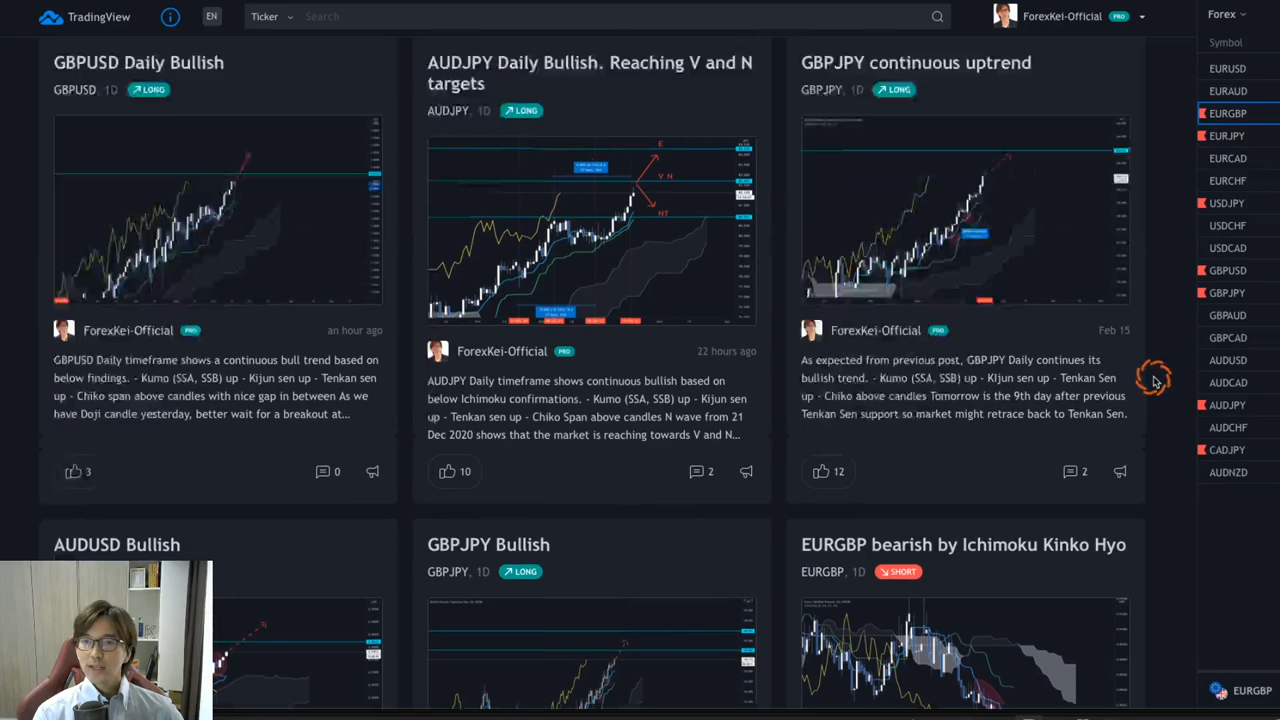 TradingView
EN
Ticker
Search
ForexKei-Official
PRO
Forex
Symbol
EURUSD
EURAUD
EURGBP
EURJPY
EURCAD
EURCHF
USDJPY
USDCHF
USDCAD
GBPUSD
GBPJPY
GBPAUD
GBPCAD
AUDUSD
AUDCAD
AUDJPY
AUDCHF
CADJPY
AUDNZD
EURGBP
GBPUSD Daily Bullish
GBPUSD, 1D LONG
ForexKei-Official PRO an hour ago
GBPUSD Daily timeframe shows a continuous bull trend based on
below findings. - Kumo (SSA, SSB) up - Kijun sen up - Tenkan sen
up - Chiko span above candles with nice gap in between As we
have Doji candle yesterday, better wait for a breakout at...
3
0
AUDJPY Daily Bullish. Reaching V and N
targets
AUDJPY, 1D LONG
E
V N
NT
ForexKei-Official PRO 22 hours ago
AUDJPY Daily timeframe shows continuous bullish based on
below Ichimoku confirmations. - Kumo (SSA, SSB) up - Kijun sen
up - Tenkan sen up - Chiko Span above candles N wave from 21
Dec 2020 shows that the market is reaching towards V and N...
10
2
GBPJPY continuous uptrend
GBPJPY, 1D LONG
ForexKei-Official PRO Feb 15
As expected from previous post, GBPJPY Daily continues its
bullish trend. - Kumo (SSA, SSB) up - KIjun sen up - Tenkan Sen
up - Chiko above candles Tomorrow is the 9th day after previous
Tenkan Sen support so market might retrace back to Tenkan Sen.
12
2
AUDUSD Bullish
GBPJPY Bullish
GBPJPY, 1D LONG
EURGBP bearish by Ichimoku Kinko Hyo
EURGBP, 1D SHORT